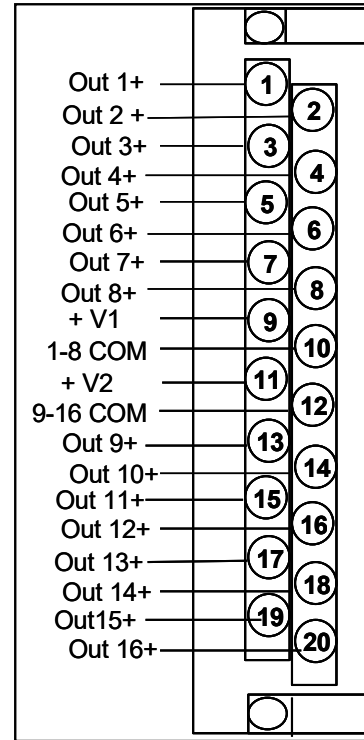 Out 1+ 1
Out 2 + 2
Out 3+ 3
Out 4+ 4
Out 5+ 5
Out 6+ 6
Out 7+ 7
Out 8+ 8
+ V1 9
1-8 COM 10
+ V2 11
9-16 COM 12
Out 9+ 13
Out 10+ 14
Out 11+ 15
Out 12+ 16
Out 13+ 17
Out 14+ 18
Out15+ 19
Out 16+ 20